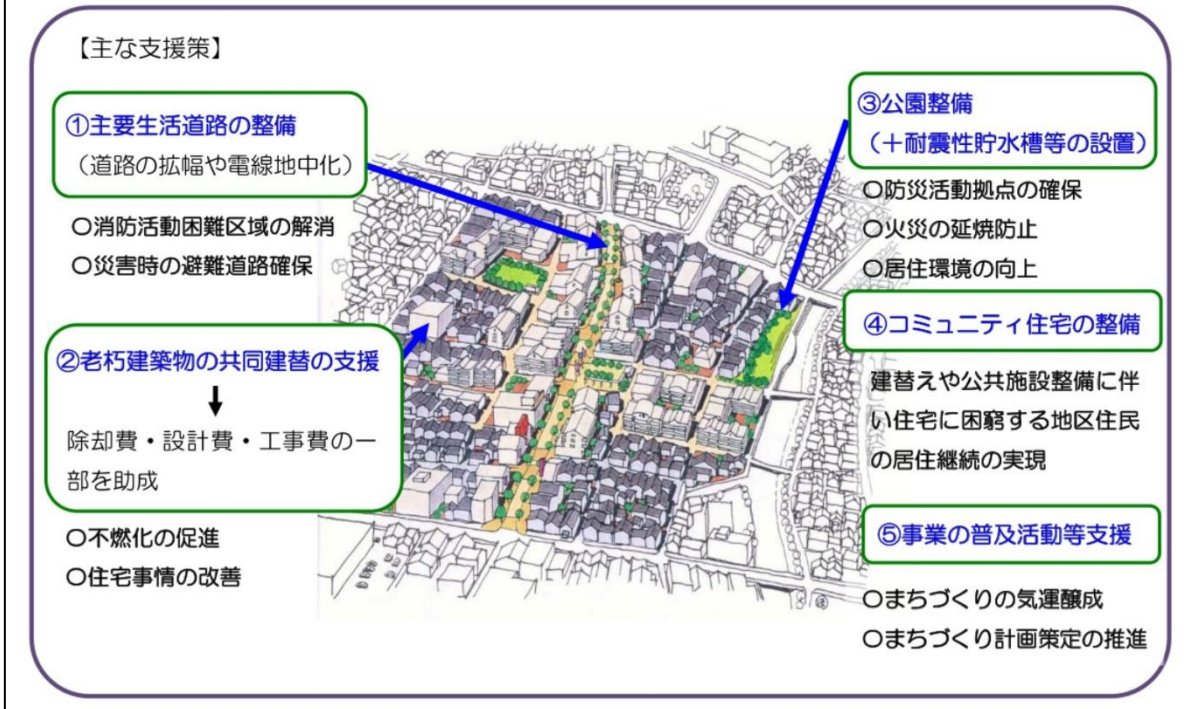 【主な支援策】
①主要生活道路の整備
（道路の拡幅や電線地中化）
〇消防活動困難区域の解消
〇災害時の避難道路確保
②老朽建築物の共同建替の支援
↓
除却費・設計費・工事費の一
部を助成
〇不燃化の促進
〇住宅事情の改善
③公園整備
（＋耐震性貯水槽等の設置）
〇防災活動拠点の確保
〇火災の延焼防止
〇居住環境の向上
④コミュニティ住宅の整備
建替えや公共施設整備に伴
い住宅に困窮する地区住民
の居住継続の実現
⑤事業の普及活動等支援
〇まちづくりの気運醸成
〇まちづくり計画策定の推進